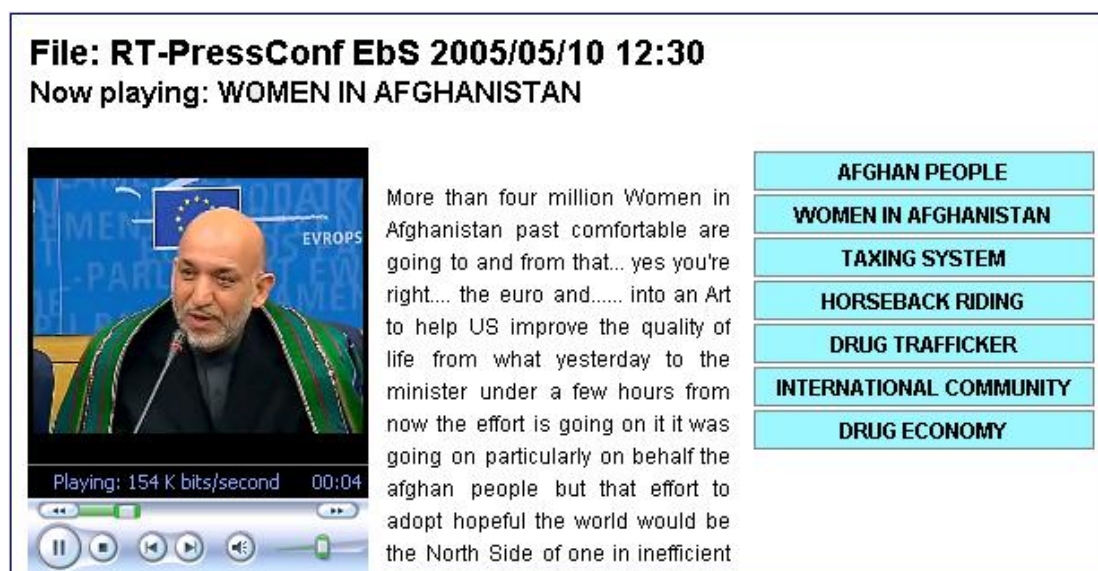 File: RT-PressConf EbS 2005/05/10 12:30
Now playing: WOMEN IN AFGHANISTAN
EVROPS
Playing: 154 K bits/second 00:04
More than four million Women in
Afghanistan past comfortable are
going to and from that... yes you're
right.... the euro and...... into an Art
to help US improve the quality of
life from what yesterday to the
minister under a few hours from
now the effort is going on it it was
going on particularly on behalf the
afghan people but that effort to
adopt hopeful the world would be
the North Side of one in inefficient
AFGHAN PEOPLE
WOMEN IN AFGHANISTAN
TAXING SYSTEM
HORSEBACK RIDING
DRUG TRAFFICKER
INTERNATIONAL COMMUNITY
DRUG ECONOMY